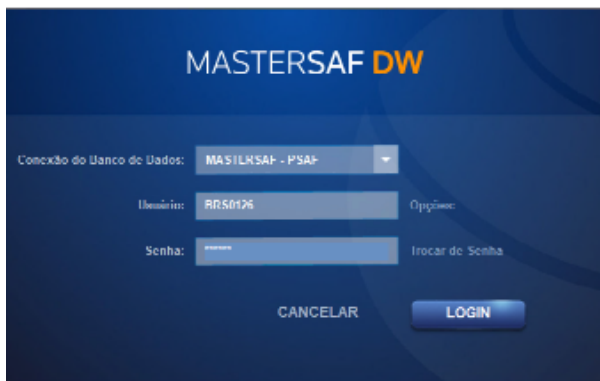 MASTERSAF DW
Conexão do Banco de Dados: MASTERSAF - PSAF
Usuário: BRS0126 Opções:
Senha: ****** Trocar de Senha
CANCELAR LOGIN